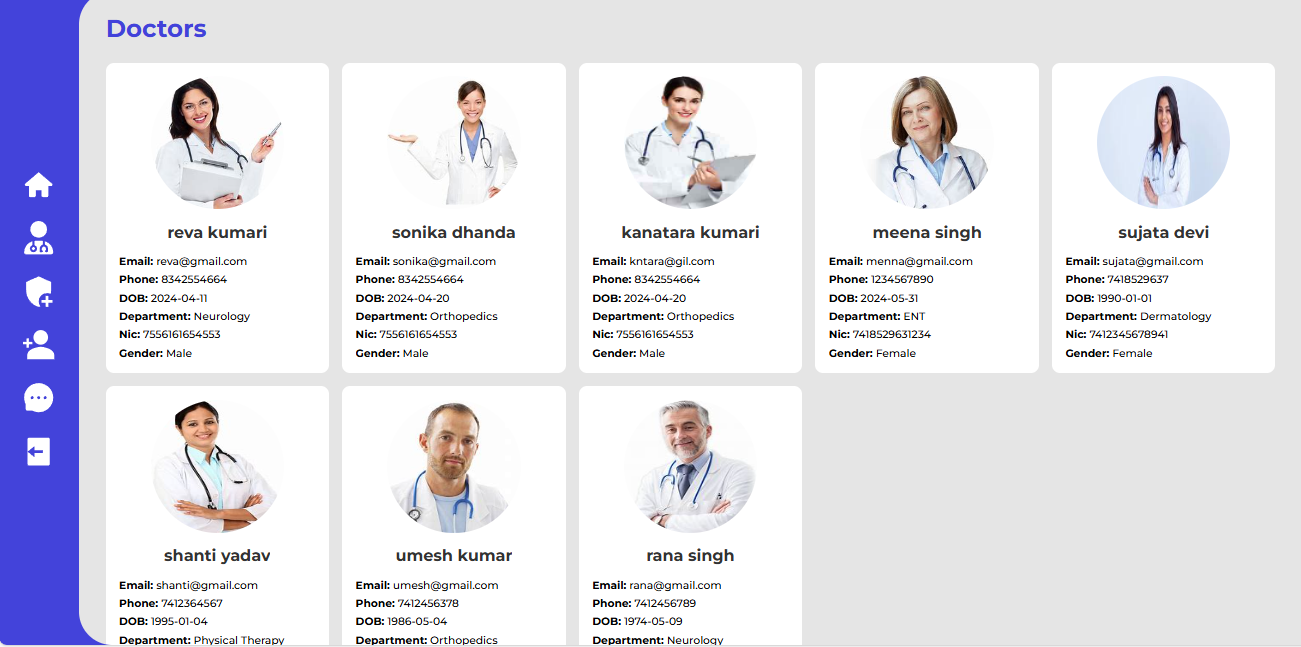 Doctors
reva kumari
Email: reva@gmail.com
Phone: 8342554664
DOB: 2024-04-11
Department: Neurology
Nic: 7556161654553
Gender: Male
sonika dhanda
Email: sonika@gmail.com
Phone: 8342554664
DOB: 2024-04-20
Department: Orthopedics
Nic: 7556161654553
Gender: Male
kanatara kumari
Email: kntara@gil.com
Phone: 8342554664
DOB: 2024-04-20
Department: Orthopedics
Nic: 7556161654553
Gender: Male
meena singh
Email: menna@gmail.com
Phone: 1234567890
DOB: 2024-05-31
Department: ENT
Nic: 7418529631234
Gender: Female
sujata devi
Email: sujata@gmail.com
Phone: 7418529637
DOB: 1990-01-01
Department: Dermatology
Nic: 7412345678941
Gender: Female
shanti yadav
Email: shanti@gmail.com
Phone: 7412364567
DOB: 1995-01-04
Department: Physical Therapy
umesh kumar
Email: umesh@gmail.com
Phone: 7412456378
DOB: 1986-05-04
Department: Orthopedics
rana singh
Email: rana@gmail.com
Phone: 7412456789
DOB: 1974-05-09
Department: Neurology